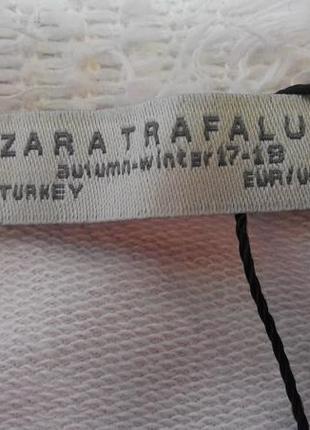 ZARA TRAFALU
autumn-winter 17-18
TURKEY EUR/U